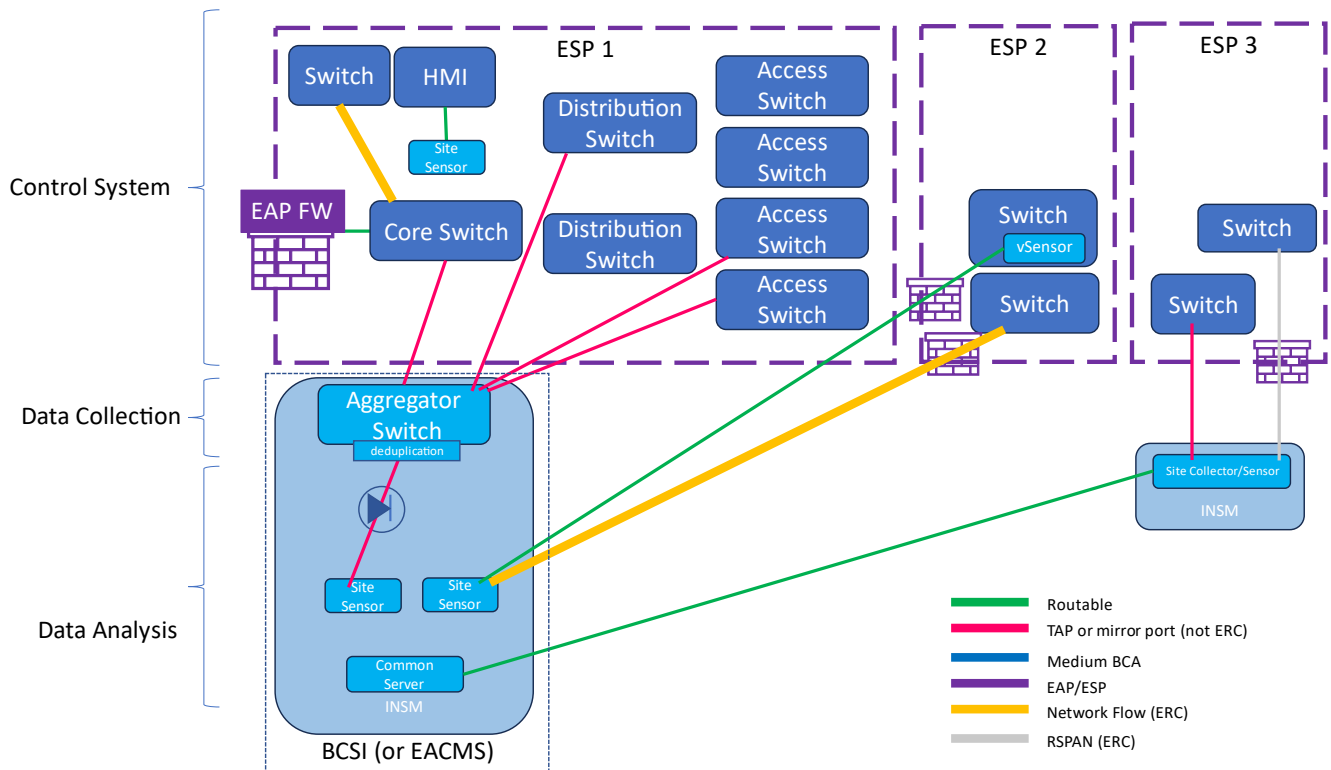 ESP 1
ESP 2
ESP 3
Switch
HMI
Site
Sensor
Distribution
Switch
Access
Switch
Access
Switch
Control System
EAP FW
Core Switch
Distribution
Switch
Access
Switch
Access
Switch
Switch
vSensor
Switch
Switch
Switch
Data Collection
Aggregator
Switch
deduplication
Site Collector/Sensor
INSM
Site
Sensor
Site
Sensor
Data Analysis
Common
Server
INSM
BCSI (or EACMS)
Routable
TAP or mirror port (not ERC)
Medium BCA
EAP/ESP
Network Flow (ERC)
RSPAN (ERC)